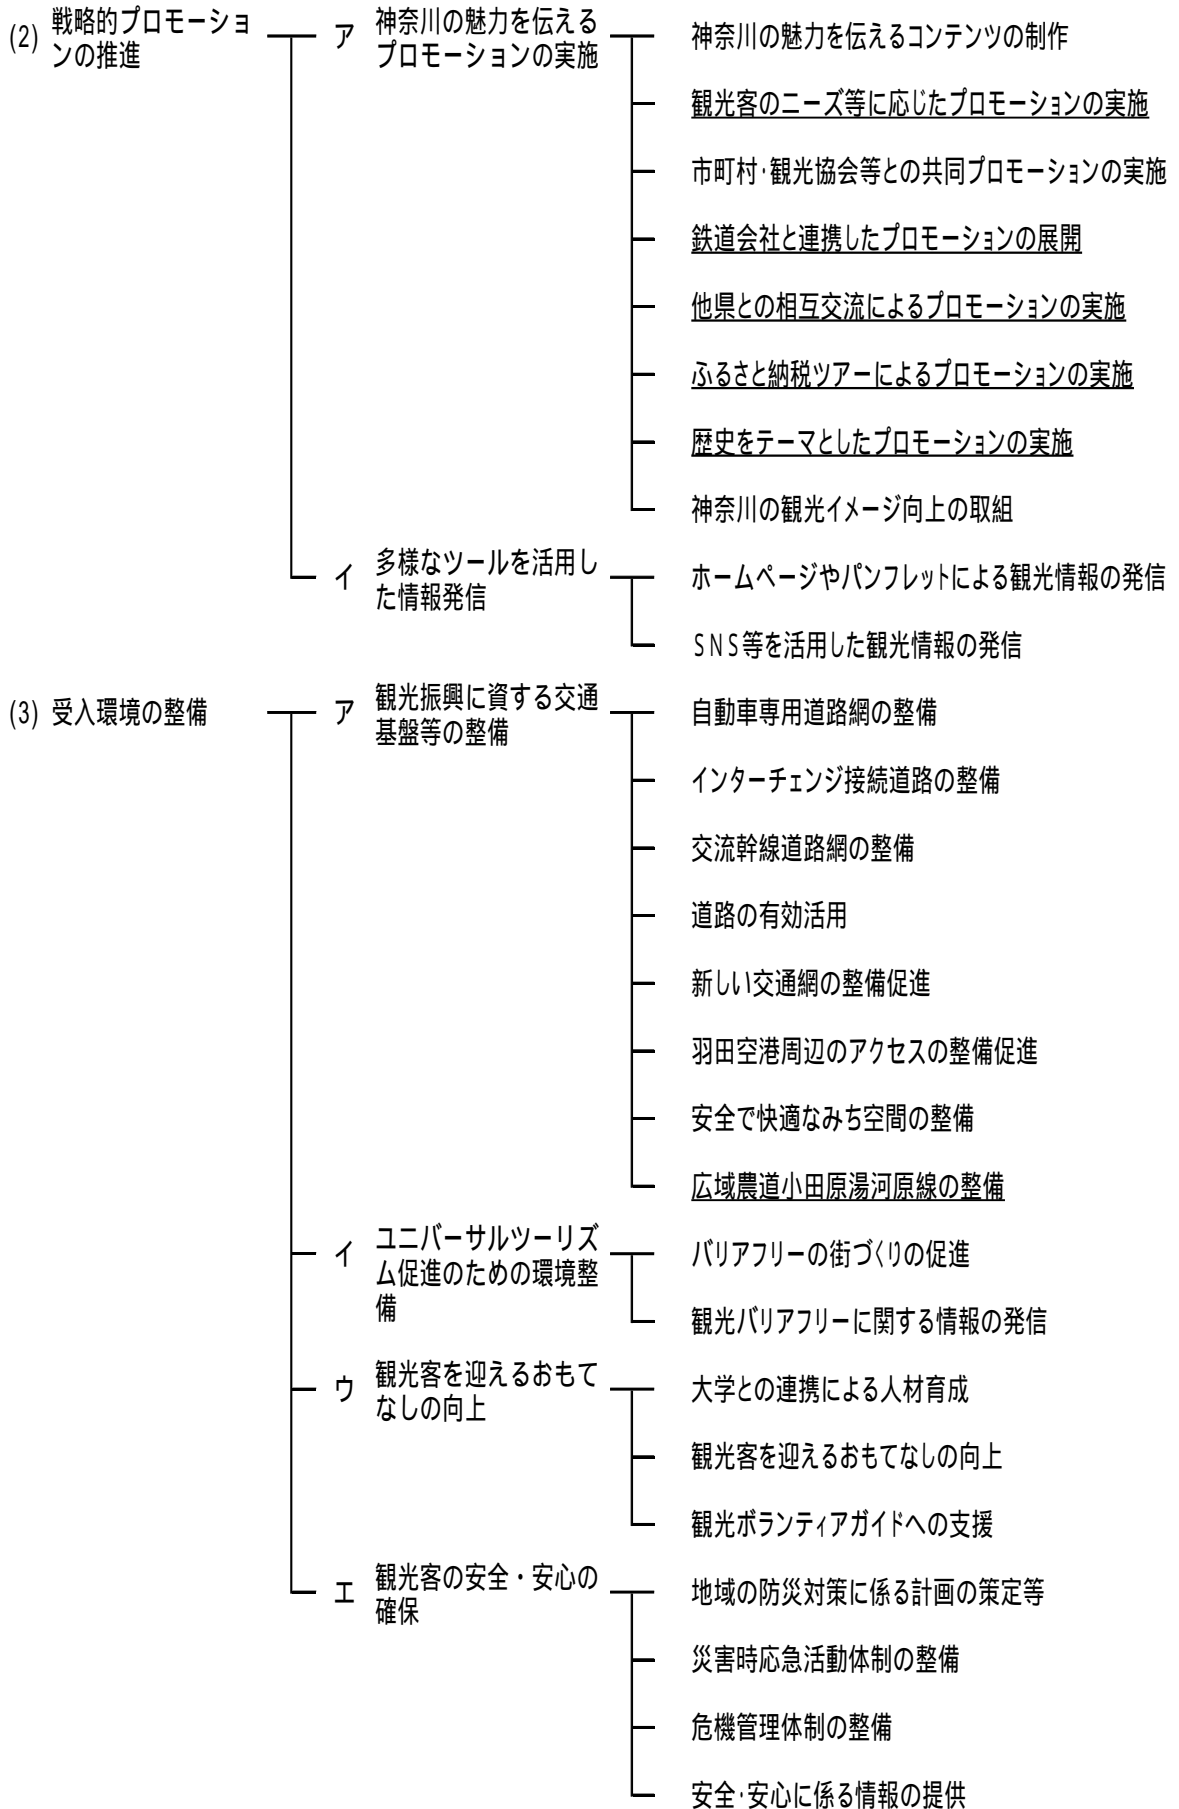 (2) 戦略的プロモーショ
ンの推進
ア 神奈川の魅力を伝える
プロモーションの実施
神奈川の魅力を伝えるコンテンツの制作
観光客のニーズ等に応じたプロモーションの実施
市町村・観光協会等との共同プロモーションの実施
鉄道会社と連携したプロモーションの展開
他県との相互交流によるプロモーションの実施
ふるさと納税ツアーによるプロモーションの実施
歴史をテーマとしたプロモーションの実施
神奈川の観光イメージ向上の取組
イ 多様なツールを活用し
た情報発信
ホームページやパンフレットによる観光情報の発信
SNS等を活用した観光情報の発信
(3) 受入環境の整備
ア 観光振興に資する交通
基盤等の整備
自動車専用道路網の整備
インターチェンジ接続道路の整備
交流幹線道路網の整備
道路の有効活用
新しい交通網の整備促進
羽田空港周辺のアクセスの整備促進
安全で快適なみち空間の整備
広域農道小田原湯河原線の整備
イ ユニバーサルツーリズ
ム促進のための環境整
備
バリアフリーの街づくりの促進
観光バリアフリーに関する情報の発信
ウ 観光客を迎えるおもて
なしの向上
大学との連携による人材育成
観光客を迎えるおもてなしの向上
観光ボランティアガイドへの支援
エ 観光客の安全・安心の
確保
地域の防災対策に係る計画の策定等
災害時応急活動体制の整備
危機管理体制の整備
安全・安心に係る情報の提供